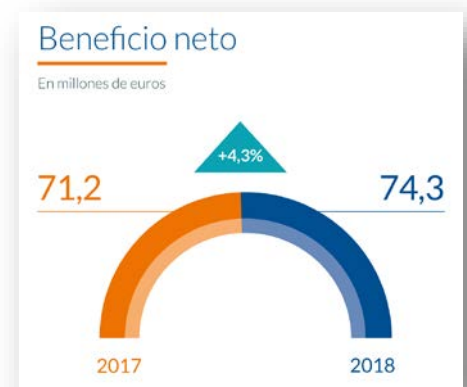 Beneficio neto
En millones de euros
+4,3%
71,2
74,3
2017
2018